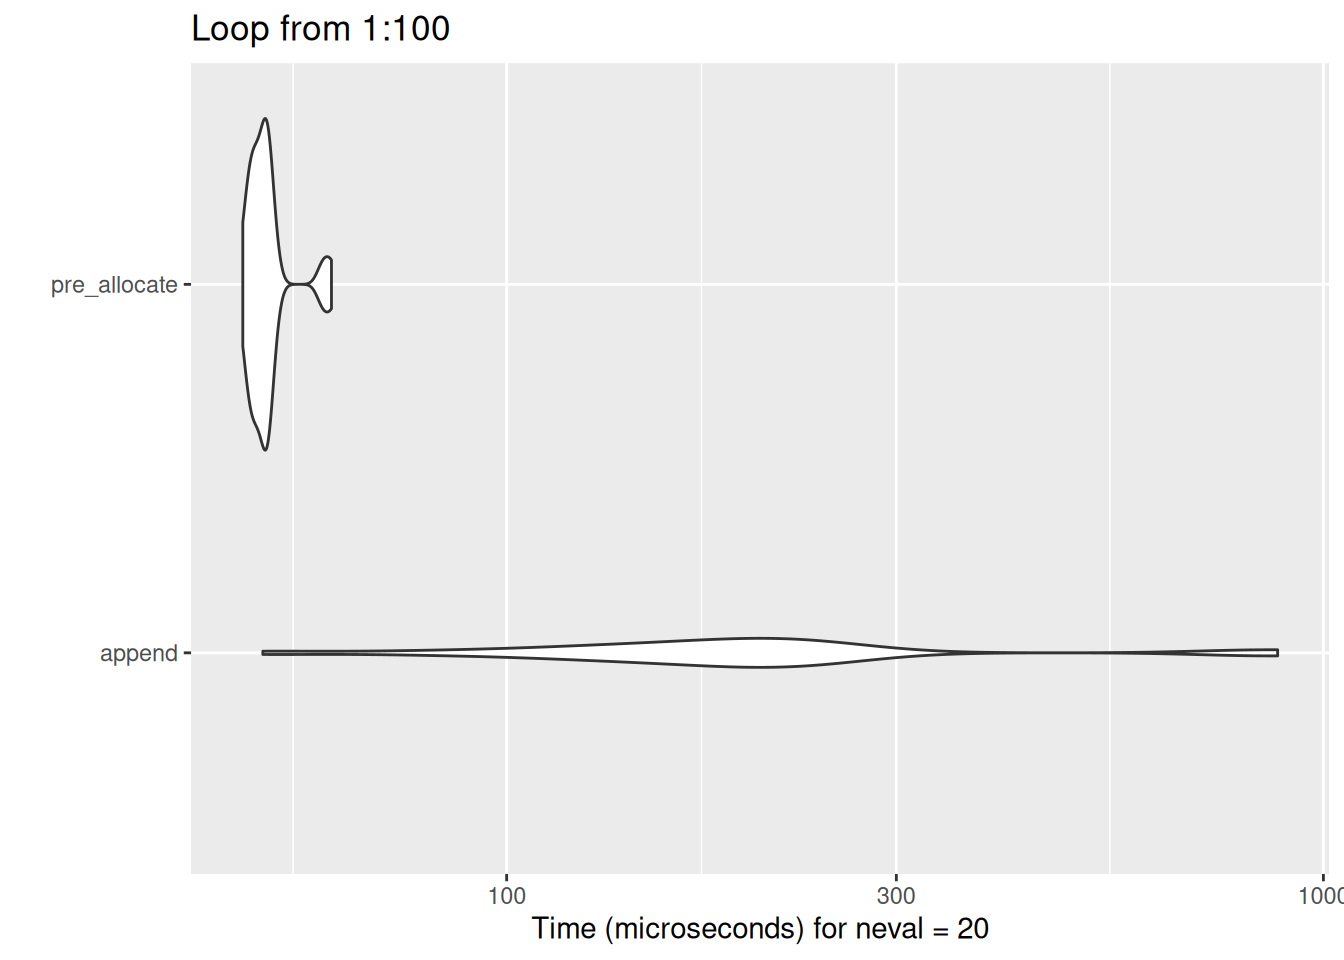 Loop from 1:100
pre_allocate
append
100
300
1000
Time (microseconds) for neval = 20